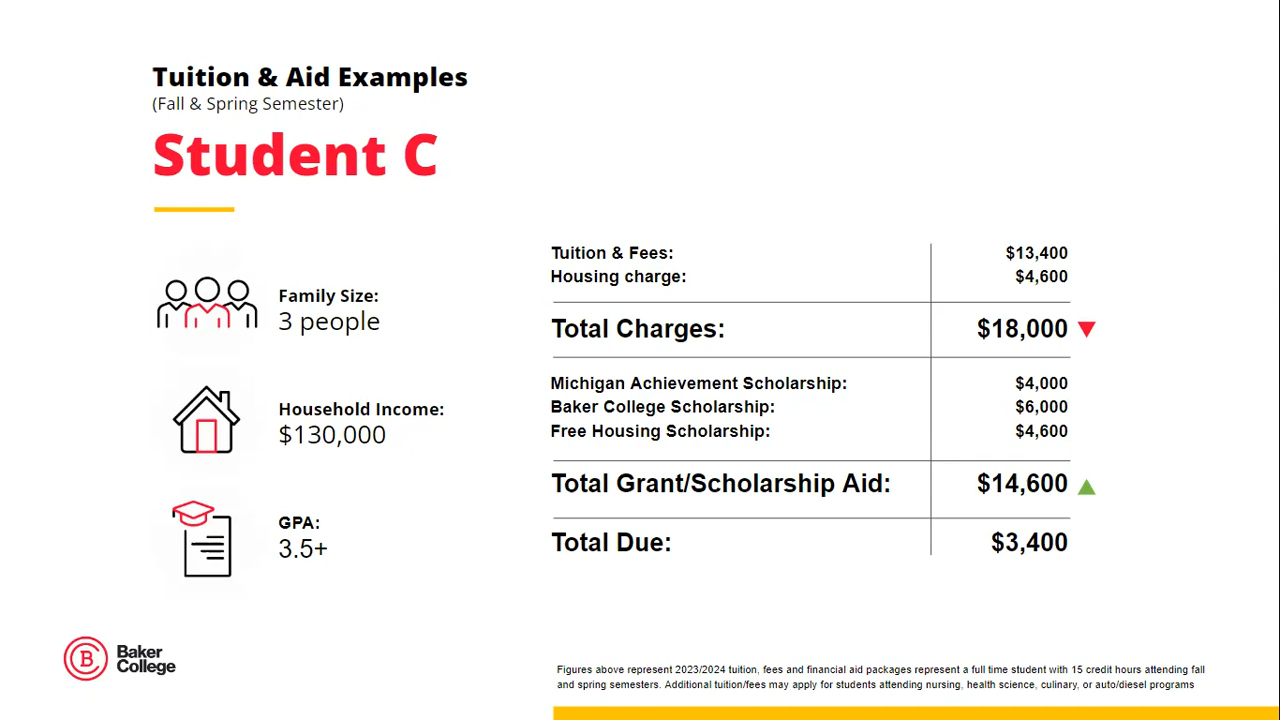 Tuition & Aid Examples
(Fall & Spring Semester)
Student C
Family Size:
3 people
Household Income:
$130,000
GPA:
3.5+
Tuition & Fees: $13,400
Housing charge: $4,600
Total Charges: $18,000
Michigan Achievement Scholarship: $4,000
Baker College Scholarship: $6,000
Free Housing Scholarship: $4,600
Total Grant/Scholarship Aid: $14,600
Total Due: $3,400
B Baker
College
Figures above represent 2023/2024 tuition, fees and financial aid packages represent a full time student with 15 credit hours attending fall
and spring semesters. Additional tuition/fees may apply for students attending nursing, health science, culinary, or auto/diesel programs